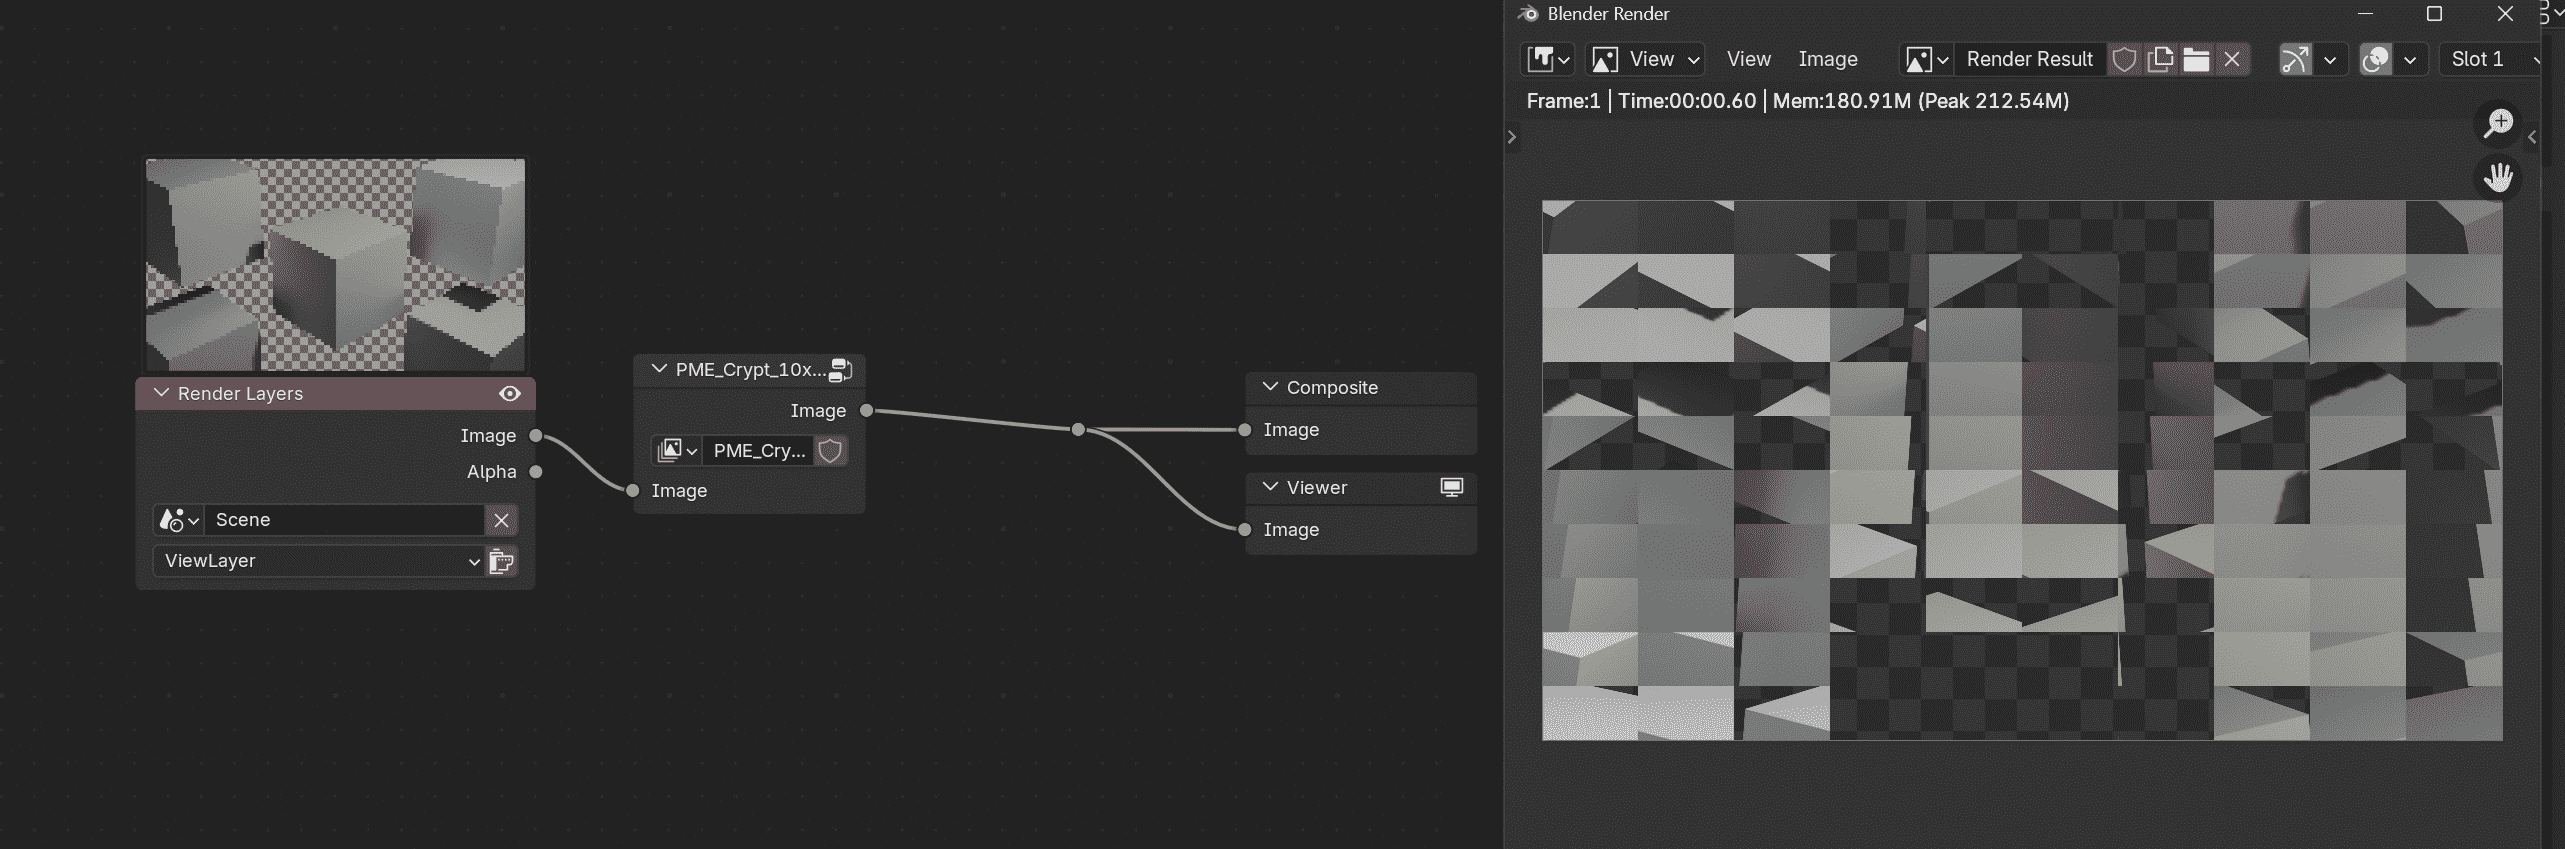 Blender Render
View
View
Image
Render Result
Slot 1
Frame:1 | Time:00:00.60 | Mem:180.91M (Peak 212.54M)
Render Layers
Image
Alpha
Scene
ViewLayer
PME_Crypt_10x...
Image
PME_Cry...
Image
Composite
Image
Viewer
Image